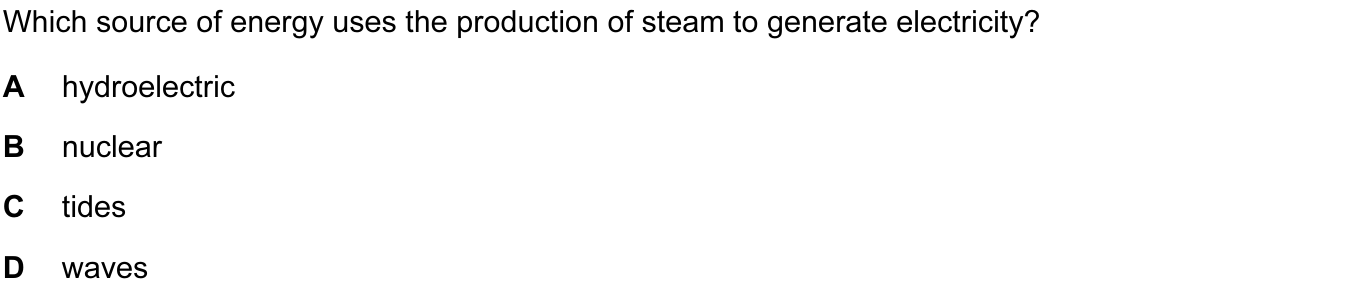 Which source of energy uses the production of steam to generate electricity?
A hydroelectric
B nuclear
C tides
D waves